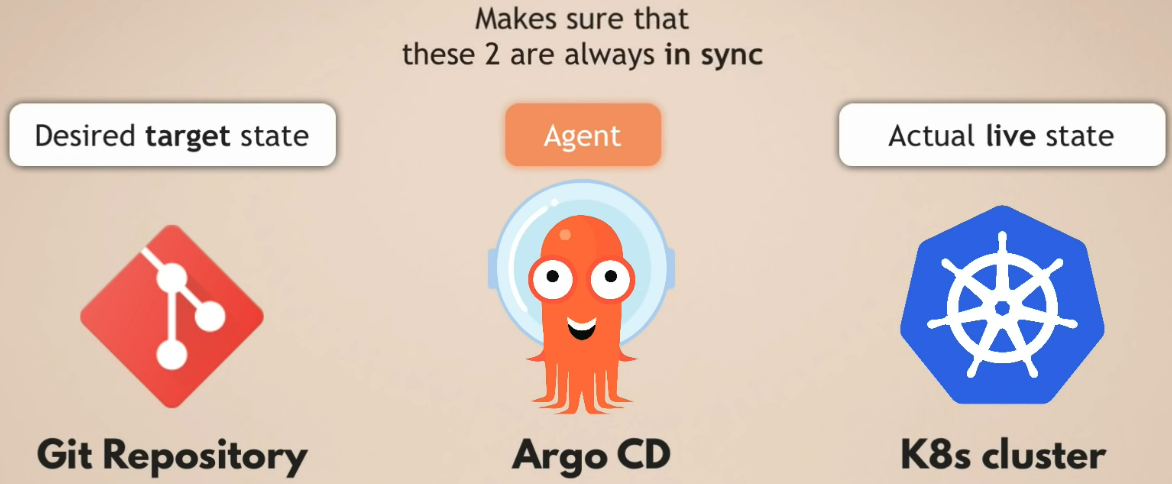 Makes sure that
these 2 are always in sync
Desired target state
Agent
Actual live state
Git Repository
Argo CD
K8s cluster